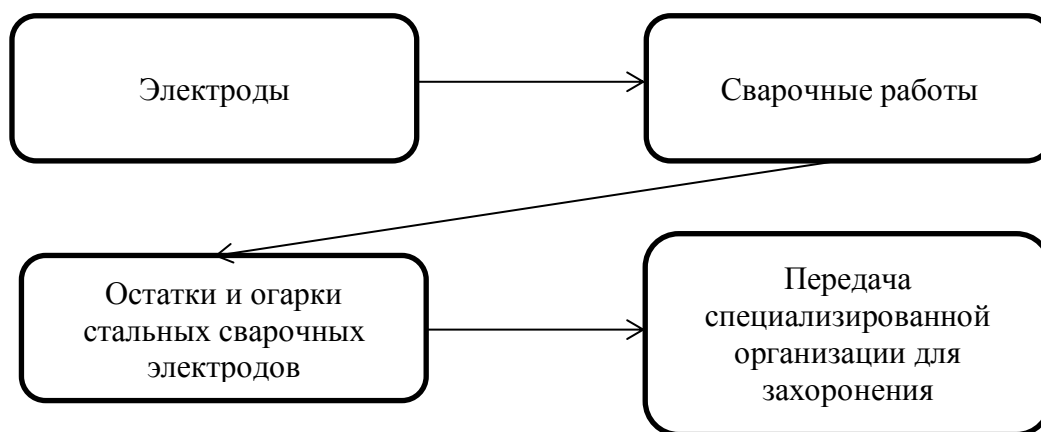 Электроды
Сварочные работы
Остатки и огарки
стальных сварочных
электродов
Передача
специализированной
организации для
захоронения